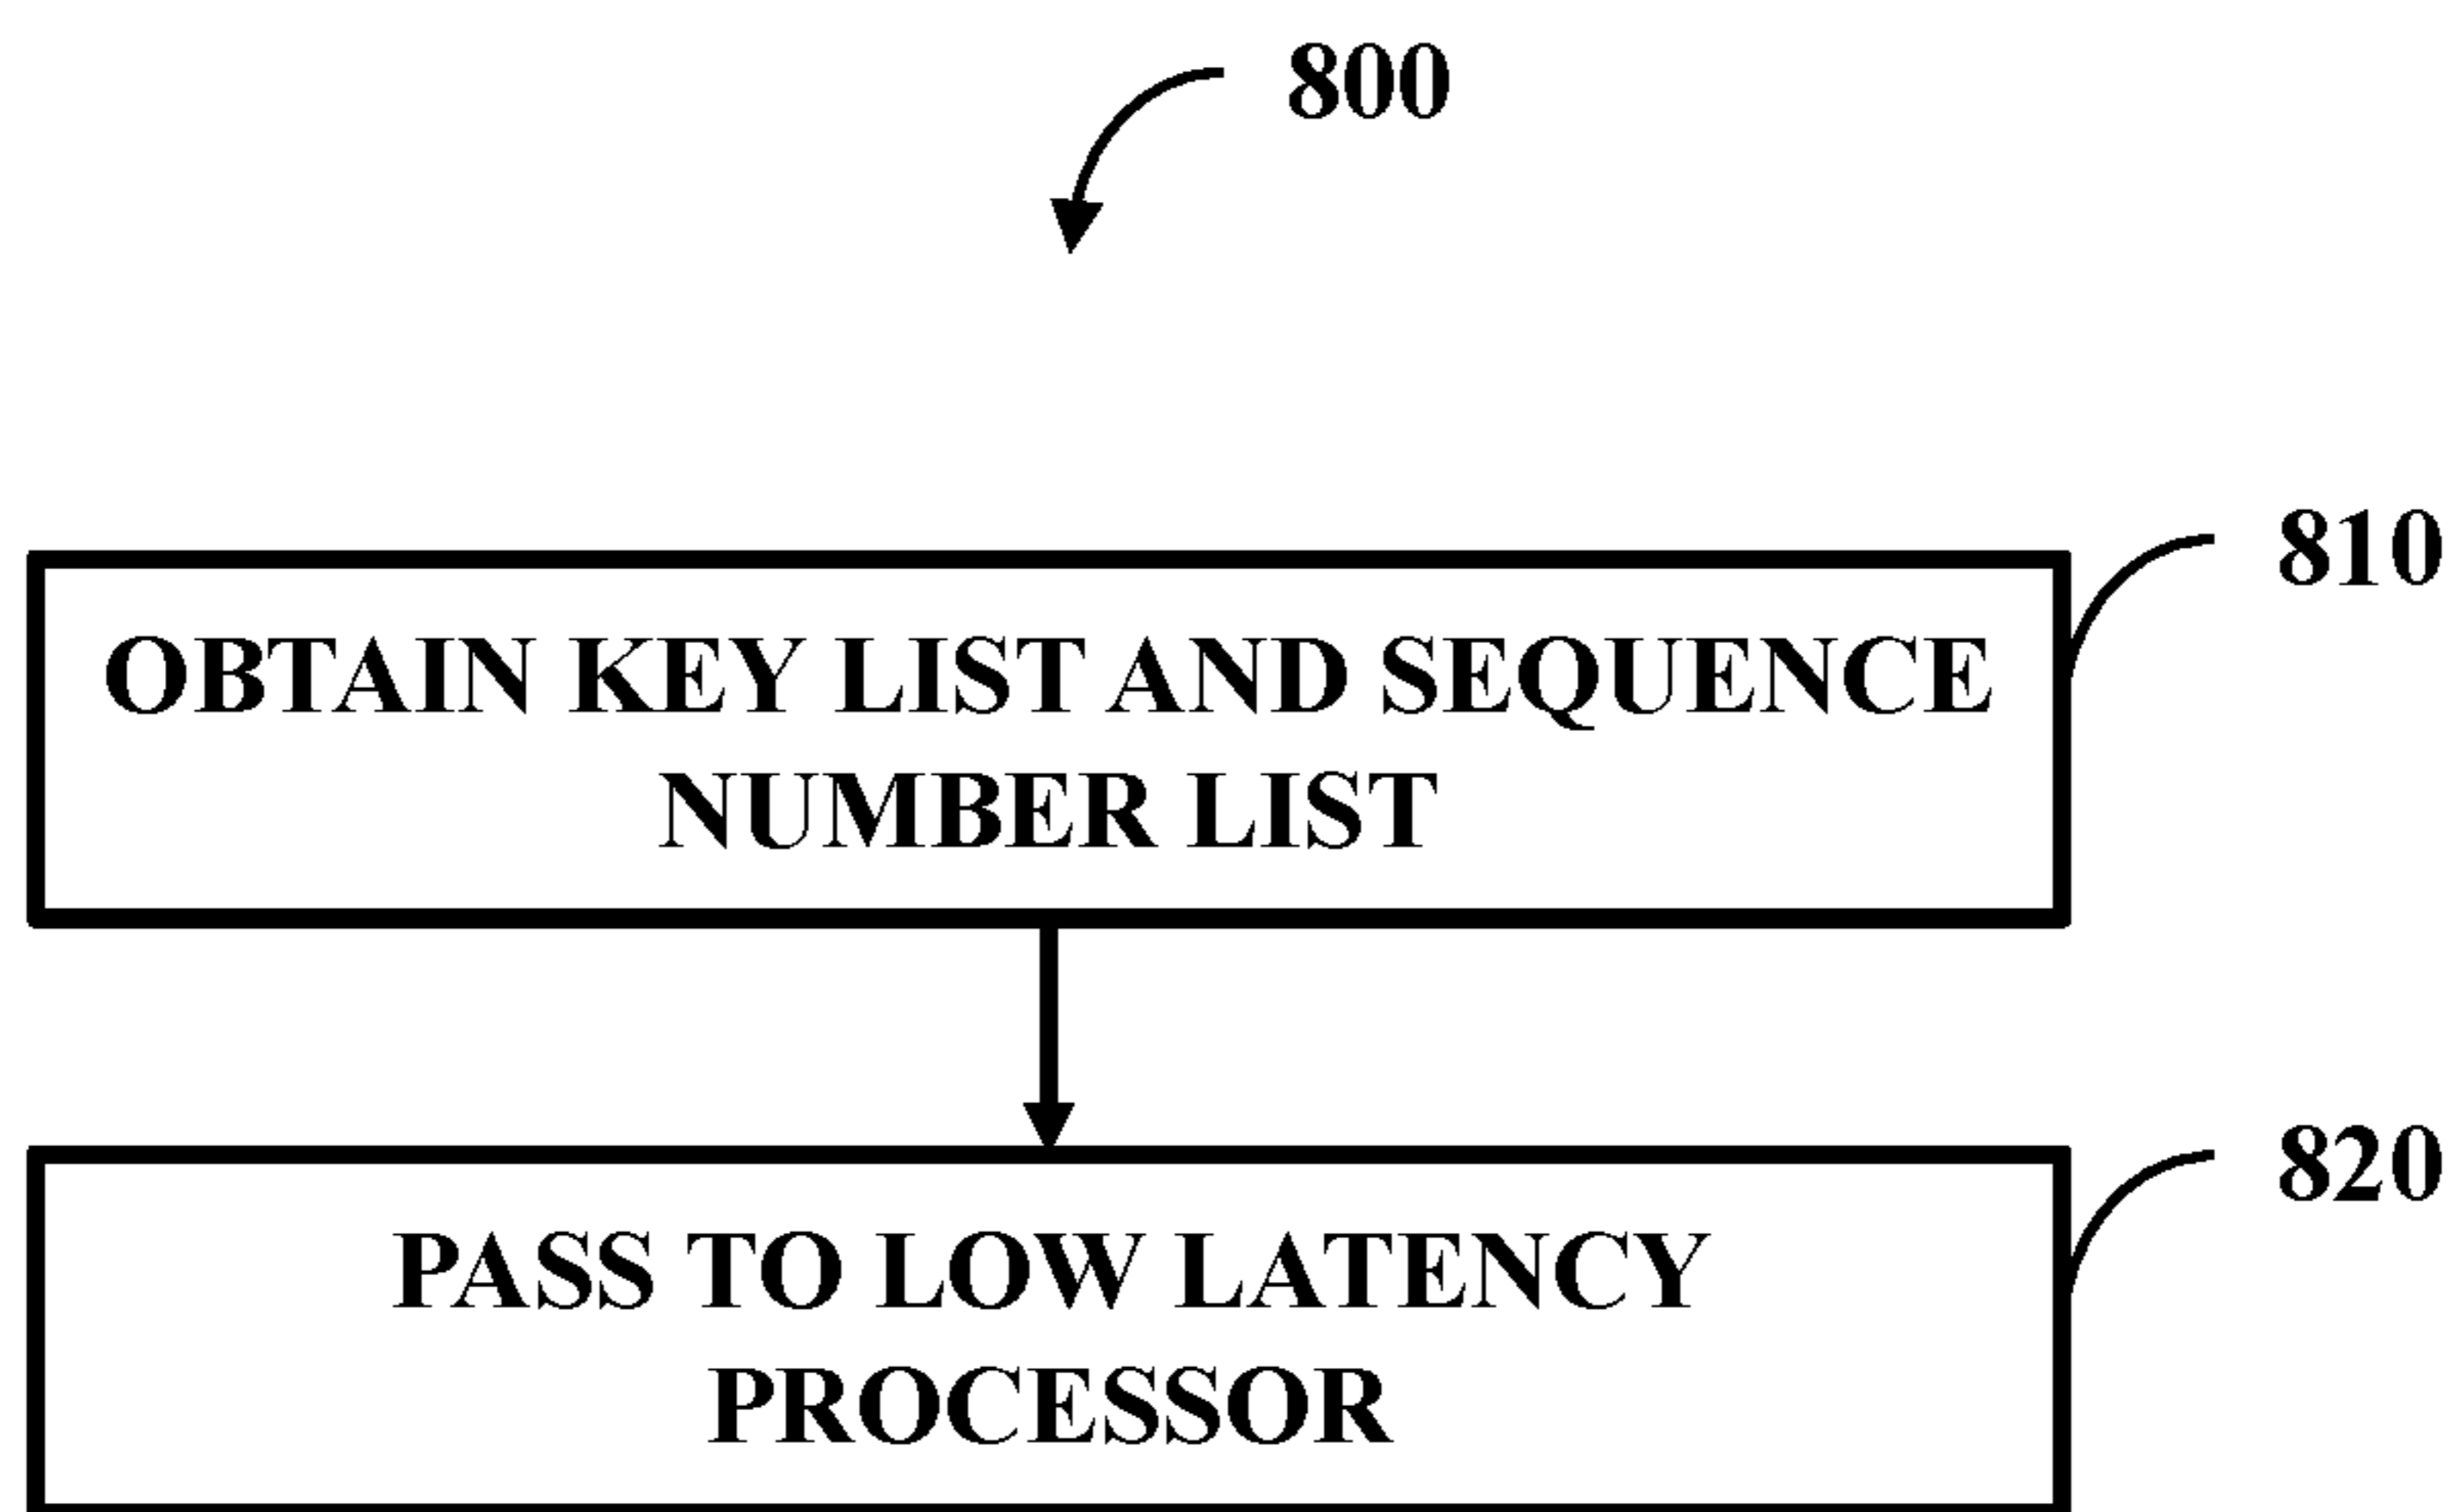 800
810
OBTAIN KEY LIST AND SEQUENCE
NUMBER LIST
820
PASS TO LOW LATENCY
PROCESSOR